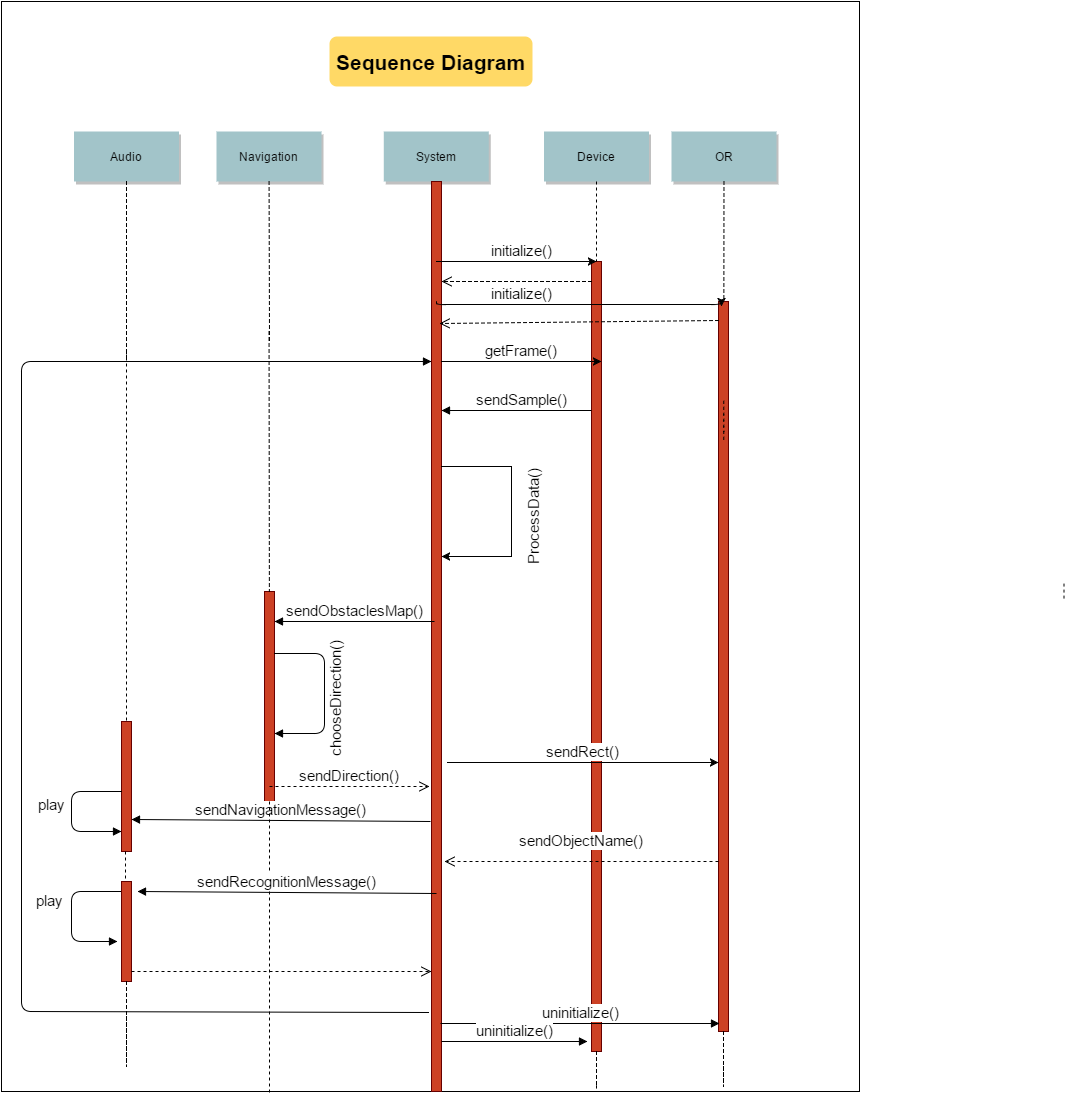 Sequence Diagram
Audio
Navigation
System
Device
OR
initialize()
initialize()
getFrame()
sendSample()
ProcessData()
sendObstaclesMap()
chooseDirection()
sendRect()
sendDirection()
play
sendNavigationMessage()
sendObjectName()
sendRecognitionMessage()
play
uninitialize()
uninitialize()